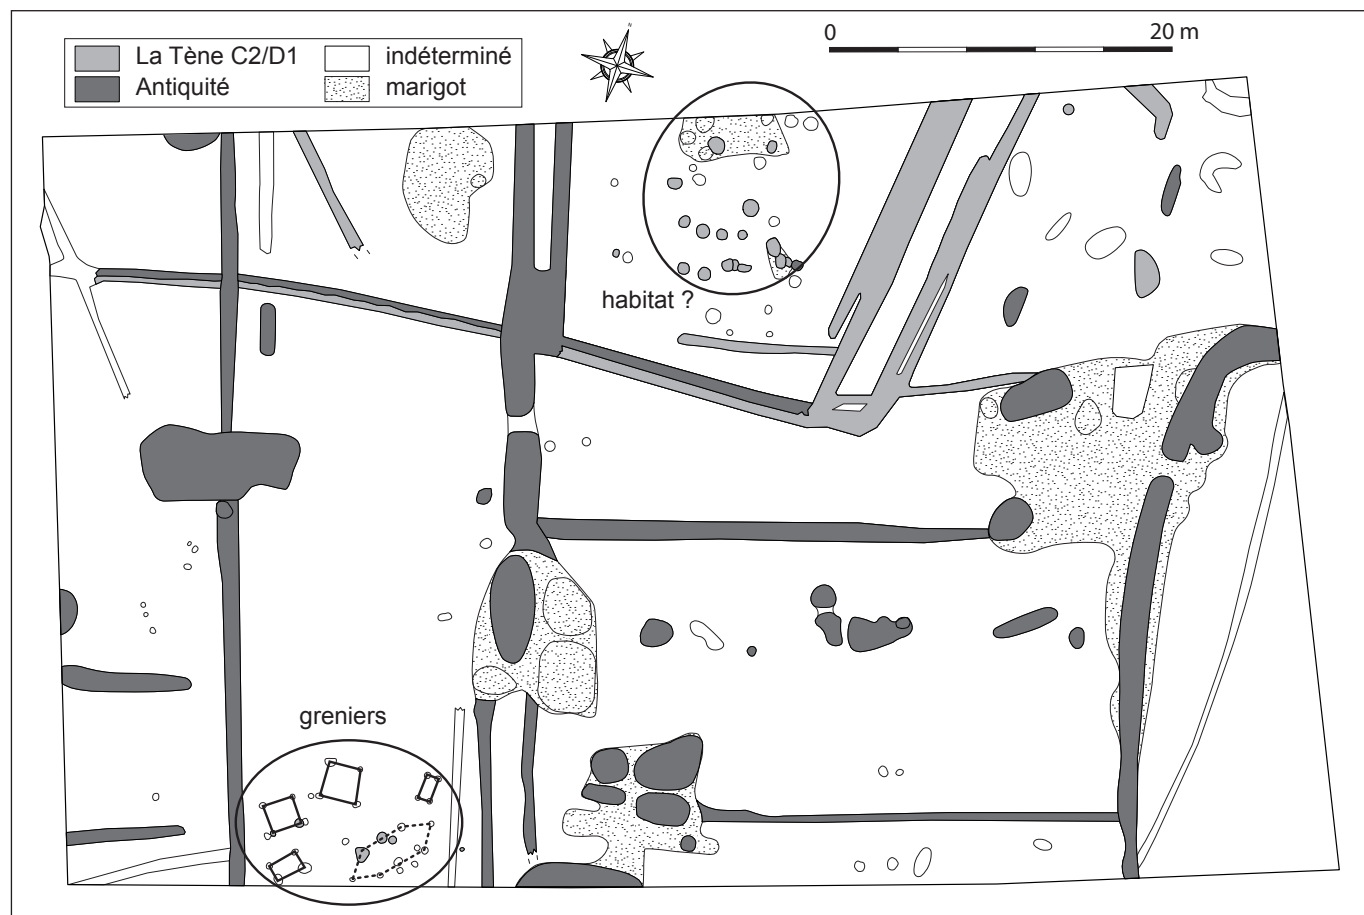 La Tène C2/D1
Antiquité
indéterminé
marigot
N
0 20 m
habitat ?
greniers